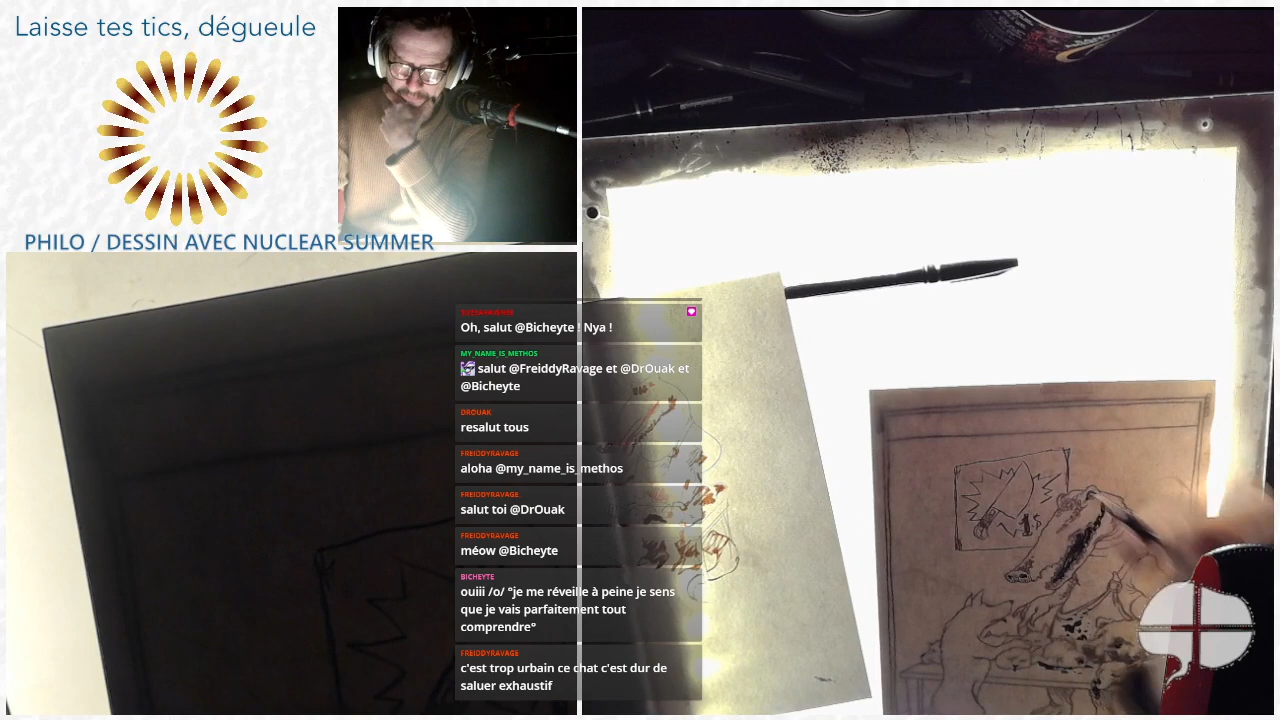 Laisse tes tics, dégueule
PHILO / DESSIN AVEC NUCLEAR SUMMER
Oh, salut @Bicheyte ! Nya !
MY_NAME_IS_METHOS
salut @FreiddyRavage et @DrOuak et
@Bicheyte
DROUAK
resalut tous
FREIDDYRAVAGE
aloha @my_name_is_methos
FREIDDYRAVAGE
salut toi @DrOuak
FREIDDYRAVAGE
méow @Bicheyte
BICHEYTE
ouiii /o/ °je me réveille à peine je sens
que je vais parfaitement tout
comprendre°
FREIDDYRAVAGE
c'est trop urbain ce chat c'est dur de
saluer exhaustif